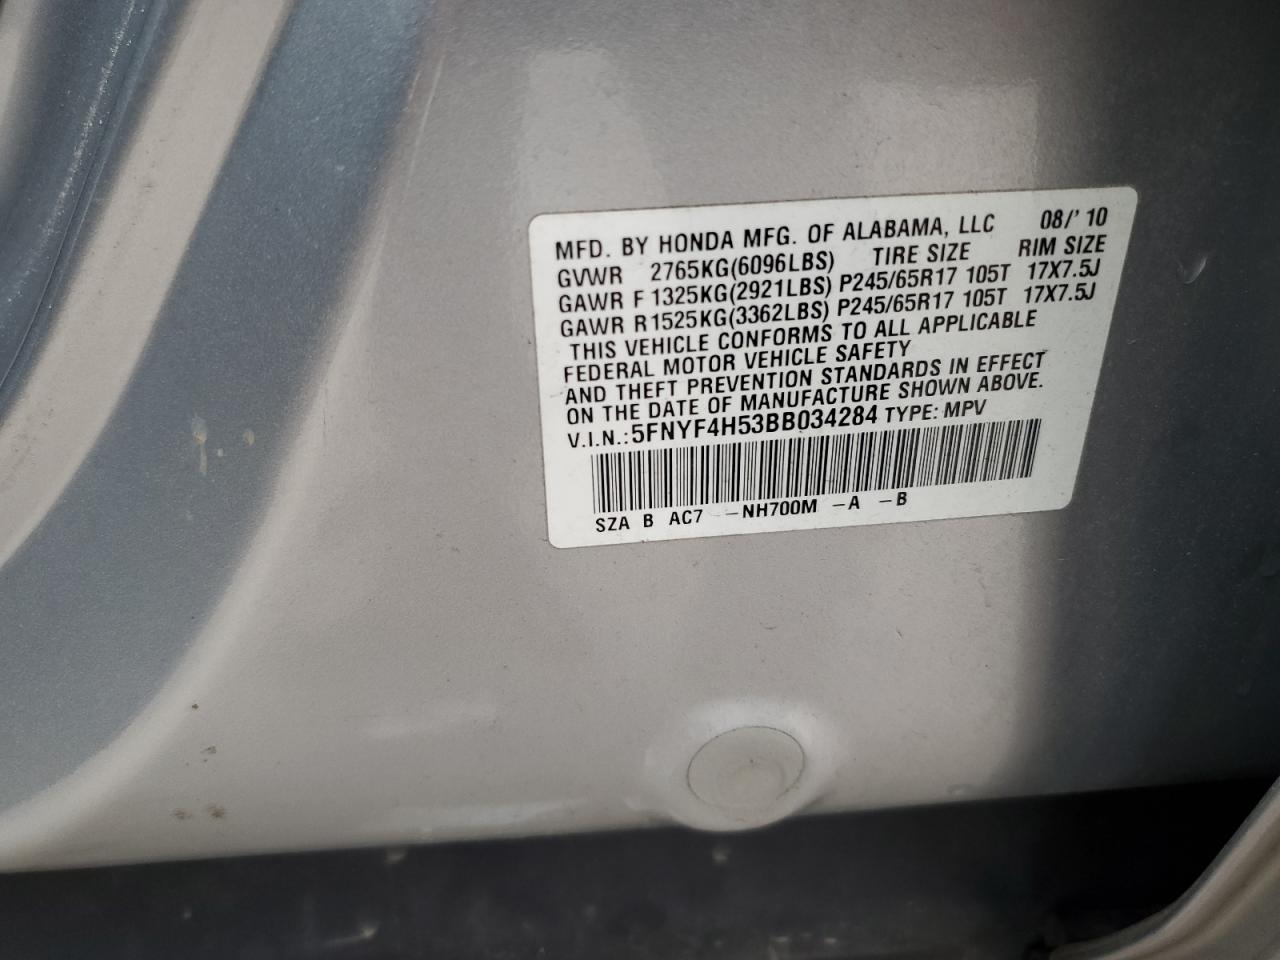 MFD. BY HONDA MFG. OF ALABAMA, LLC 08/'10
GVWR 2765KG(6096LBS) TIRE SIZE RIM SIZE
GAWR F 1325KG(2921LBS) P245/65R17 105T 17X7.5J
GAWR R 1525KG(3362LBS) P245/65R17 105T 17X7.5J
THIS VEHICLE CONFORMS TO ALL APPLICABLE
FEDERAL MOTOR VEHICLE SAFETY
AND THEFT PREVENTION STANDARDS IN EFFECT
ON THE DATE OF MANUFACTURE SHOWN ABOVE.
V.I.N.:5FNYF4H53BB034284 TYPE: MPV
SZA B AC7 -NH700M -A -B